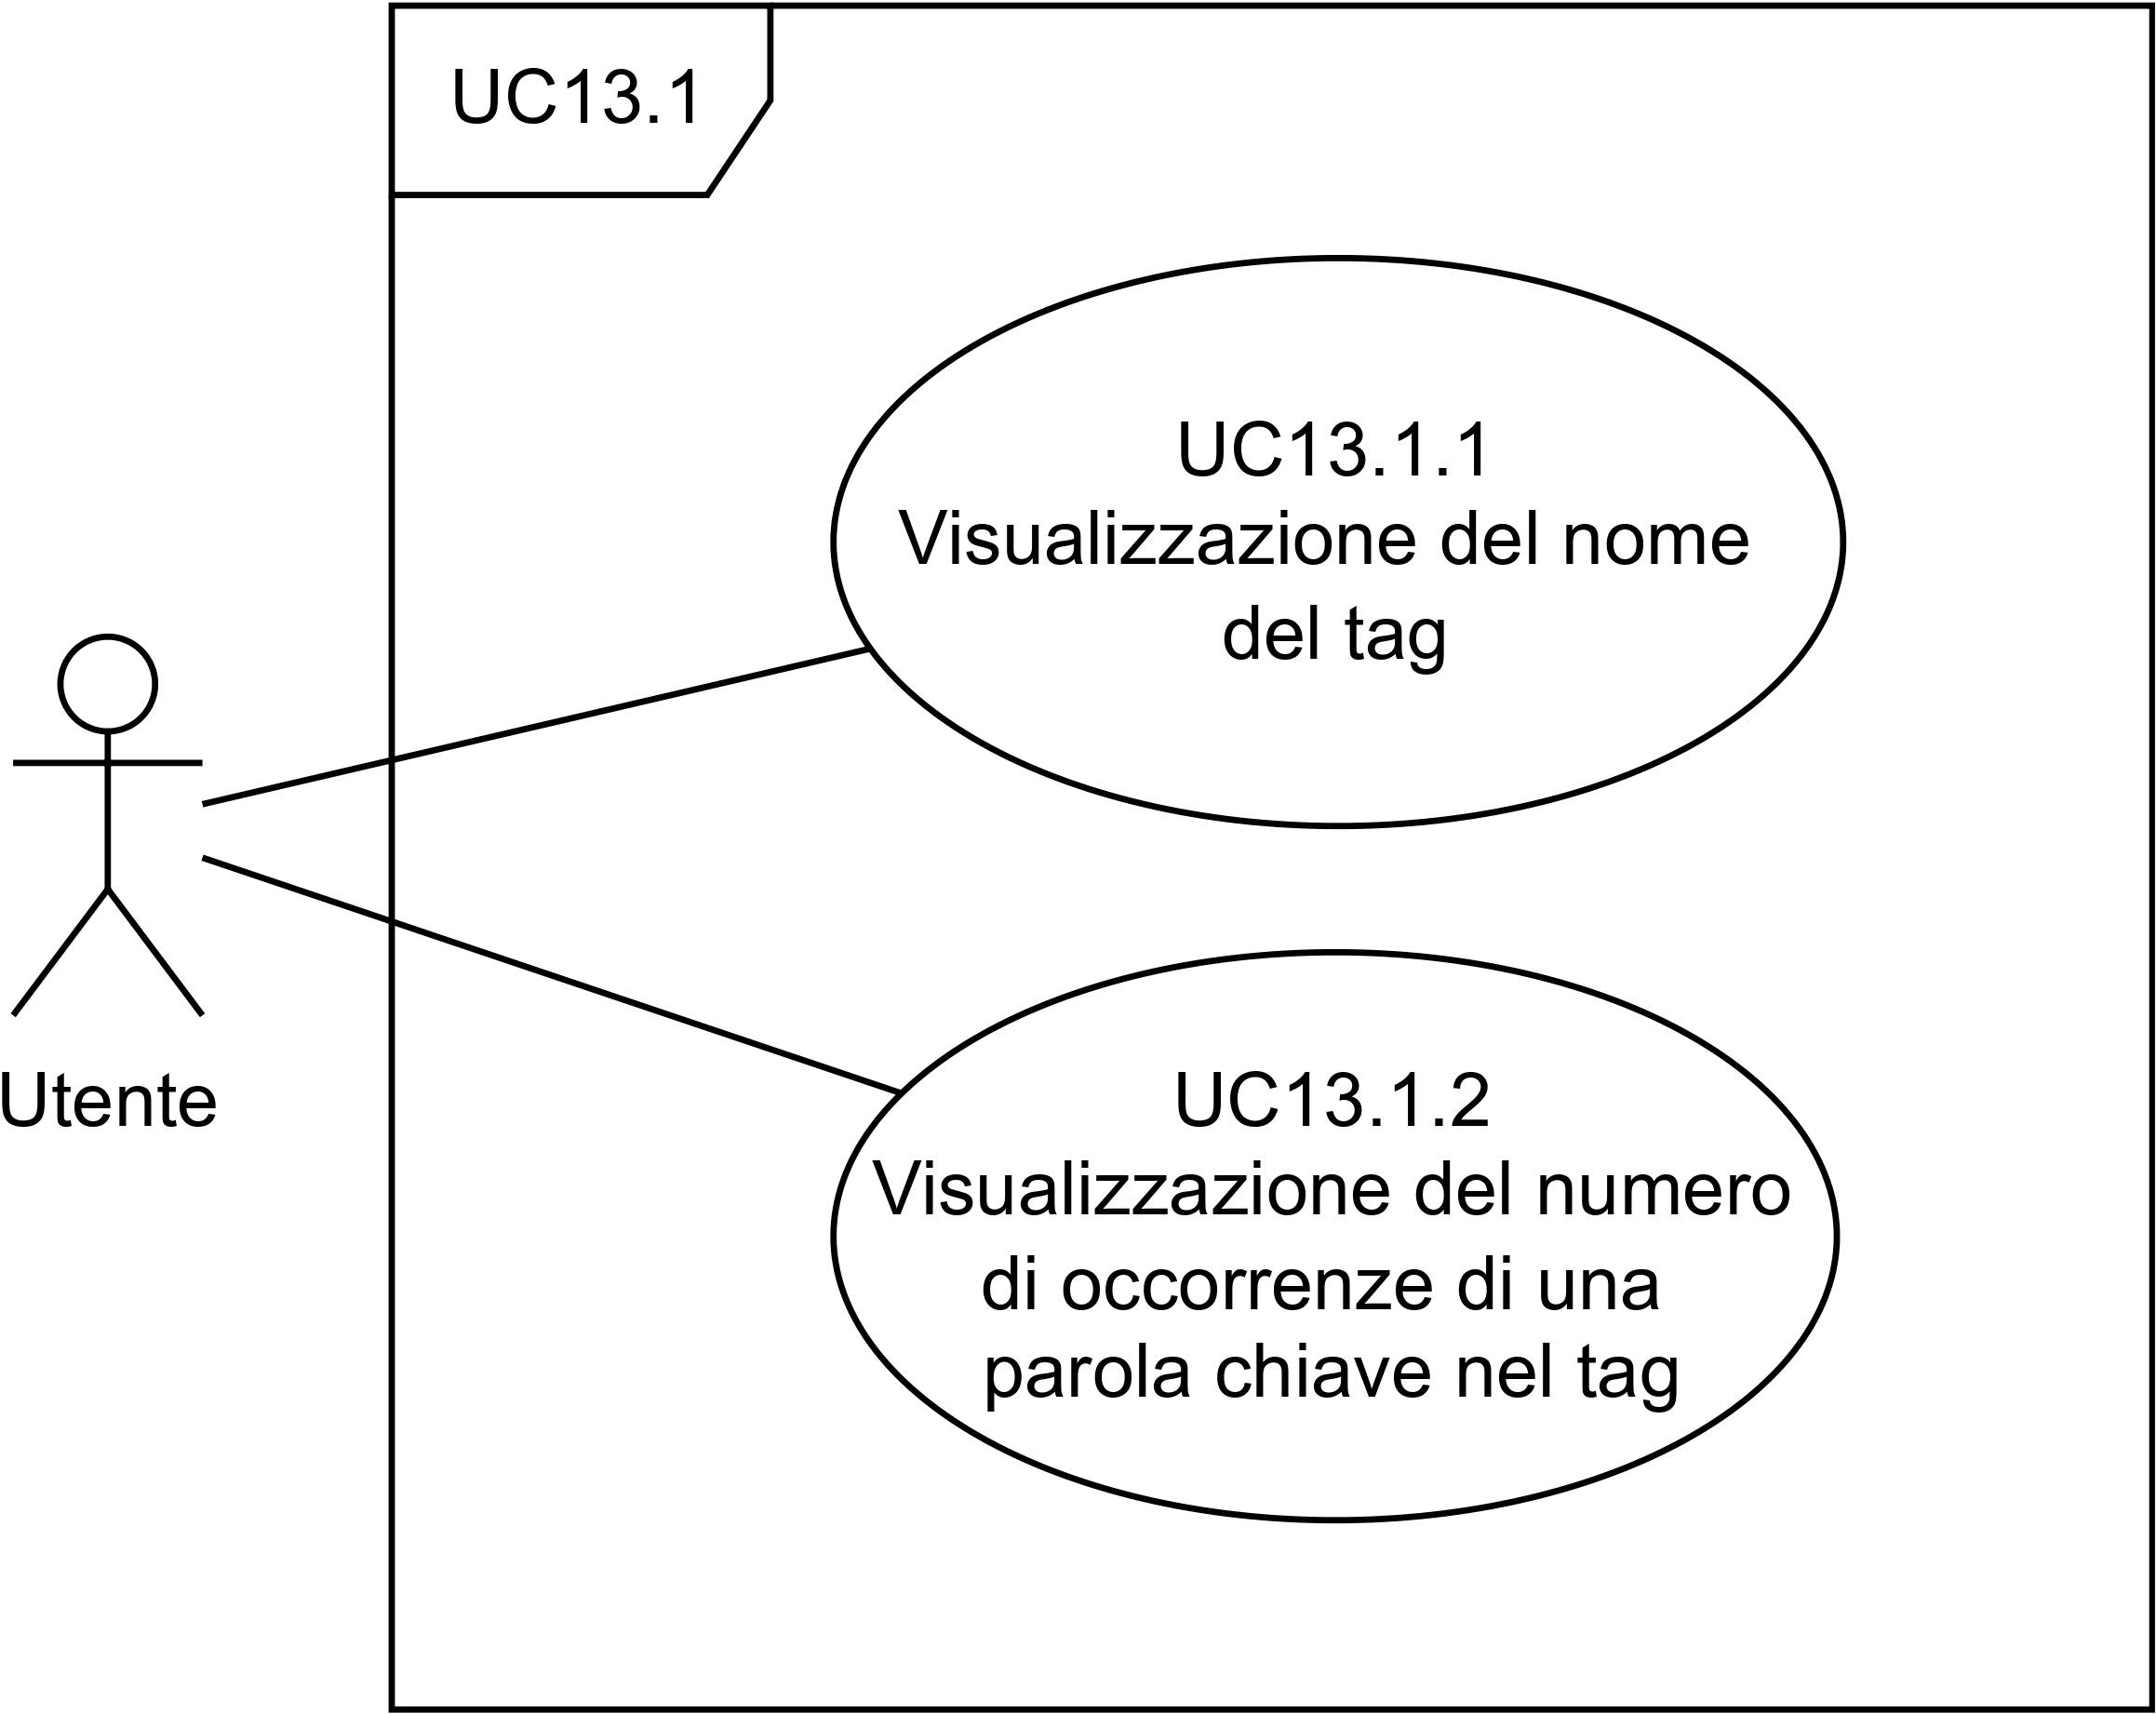 UC13.1
UC13.1.1
Visualizzazione del nome
del tag
Utente
UC13.1.2
Visualizzazione del numero
di occorrenze di una
parola chiave nel tag